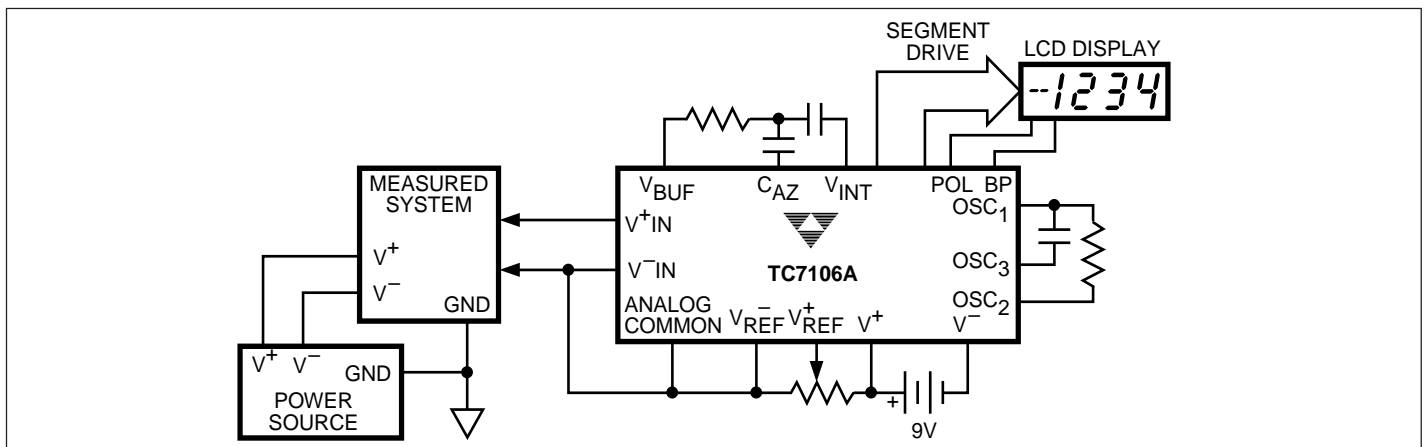 SEGMENT
DRIVE
LCD DISPLAY
--1234
MEASURED
SYSTEM
V+
V−
GND
V+ V− GND
POWER
SOURCE
VBUF CAZ VINT POL BP
V+IN
V−IN
TC7106A
OSC1
OSC3
OSC2
ANALOG
COMMON
V−REF V+REF V+ V−
+
9V